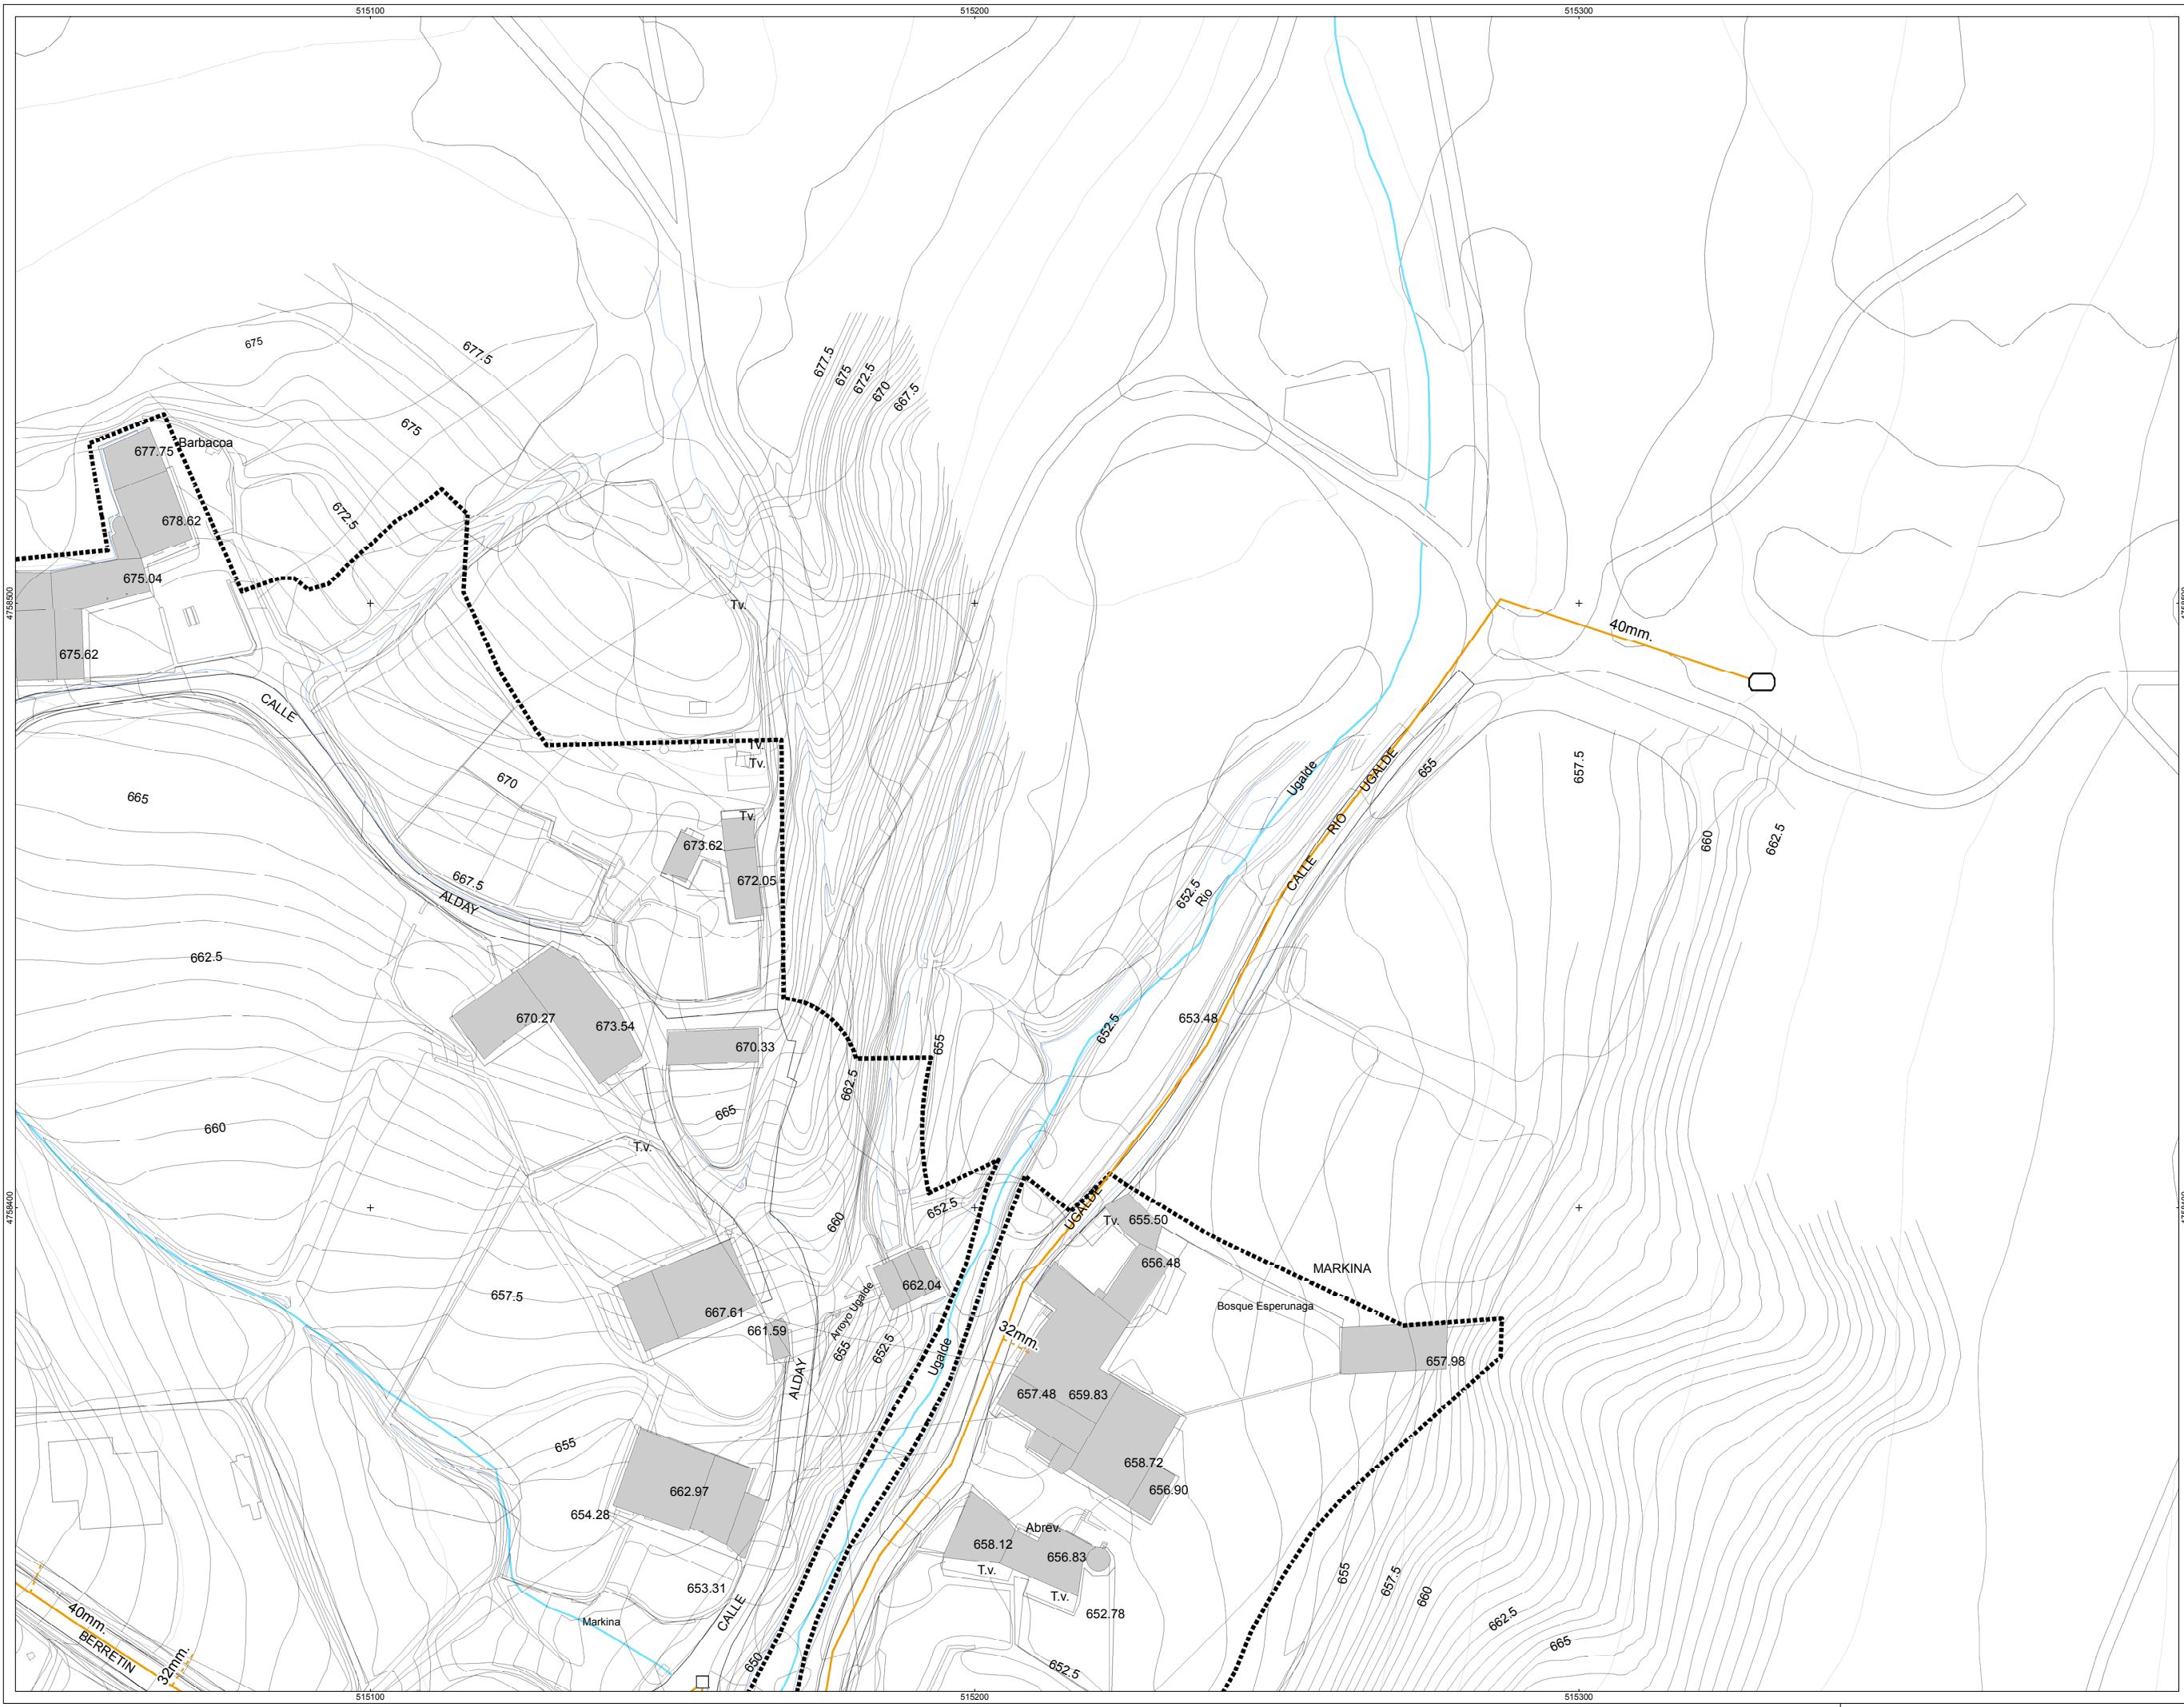 515100
515200
515300
675
677.5
677.5
675
672.5
670
667.5
675
Barbacoa
677.75
672.5
678.62
675.04
4758500
4758500
Tv.
40mm.
675.62
CALLE
Tv.
Tv.
670
665
Tv.
673.62
672.05
667.5
ALDAY
Ugalde
UGALDE
RIO
CALLE
655
657.5
660
662.5
652.5
Rio
662.5
670.27
673.54
670.33
653.48
652.5
655
662.5
665
660
T.v.
4758400
4758400
652.5
660
UGALDE
Tv.
655.50
656.48
MARKINA
Bosque Esperunaga
657.5
667.61
661.59
Arroyo Ugalde
662.04
655
652.5
Ugalde
32mm.
657.98
ALDAY
657.48
659.83
655
662.97
654.28
658.72
656.90
Abrev.
658.12
656.83
T.v.
T.v.
652.78
653.31
Markina
CALLE
650
652.5
655
657.5
660
662.5
665
40mm.
BERRETIN
32mm.
515100
515200
515300